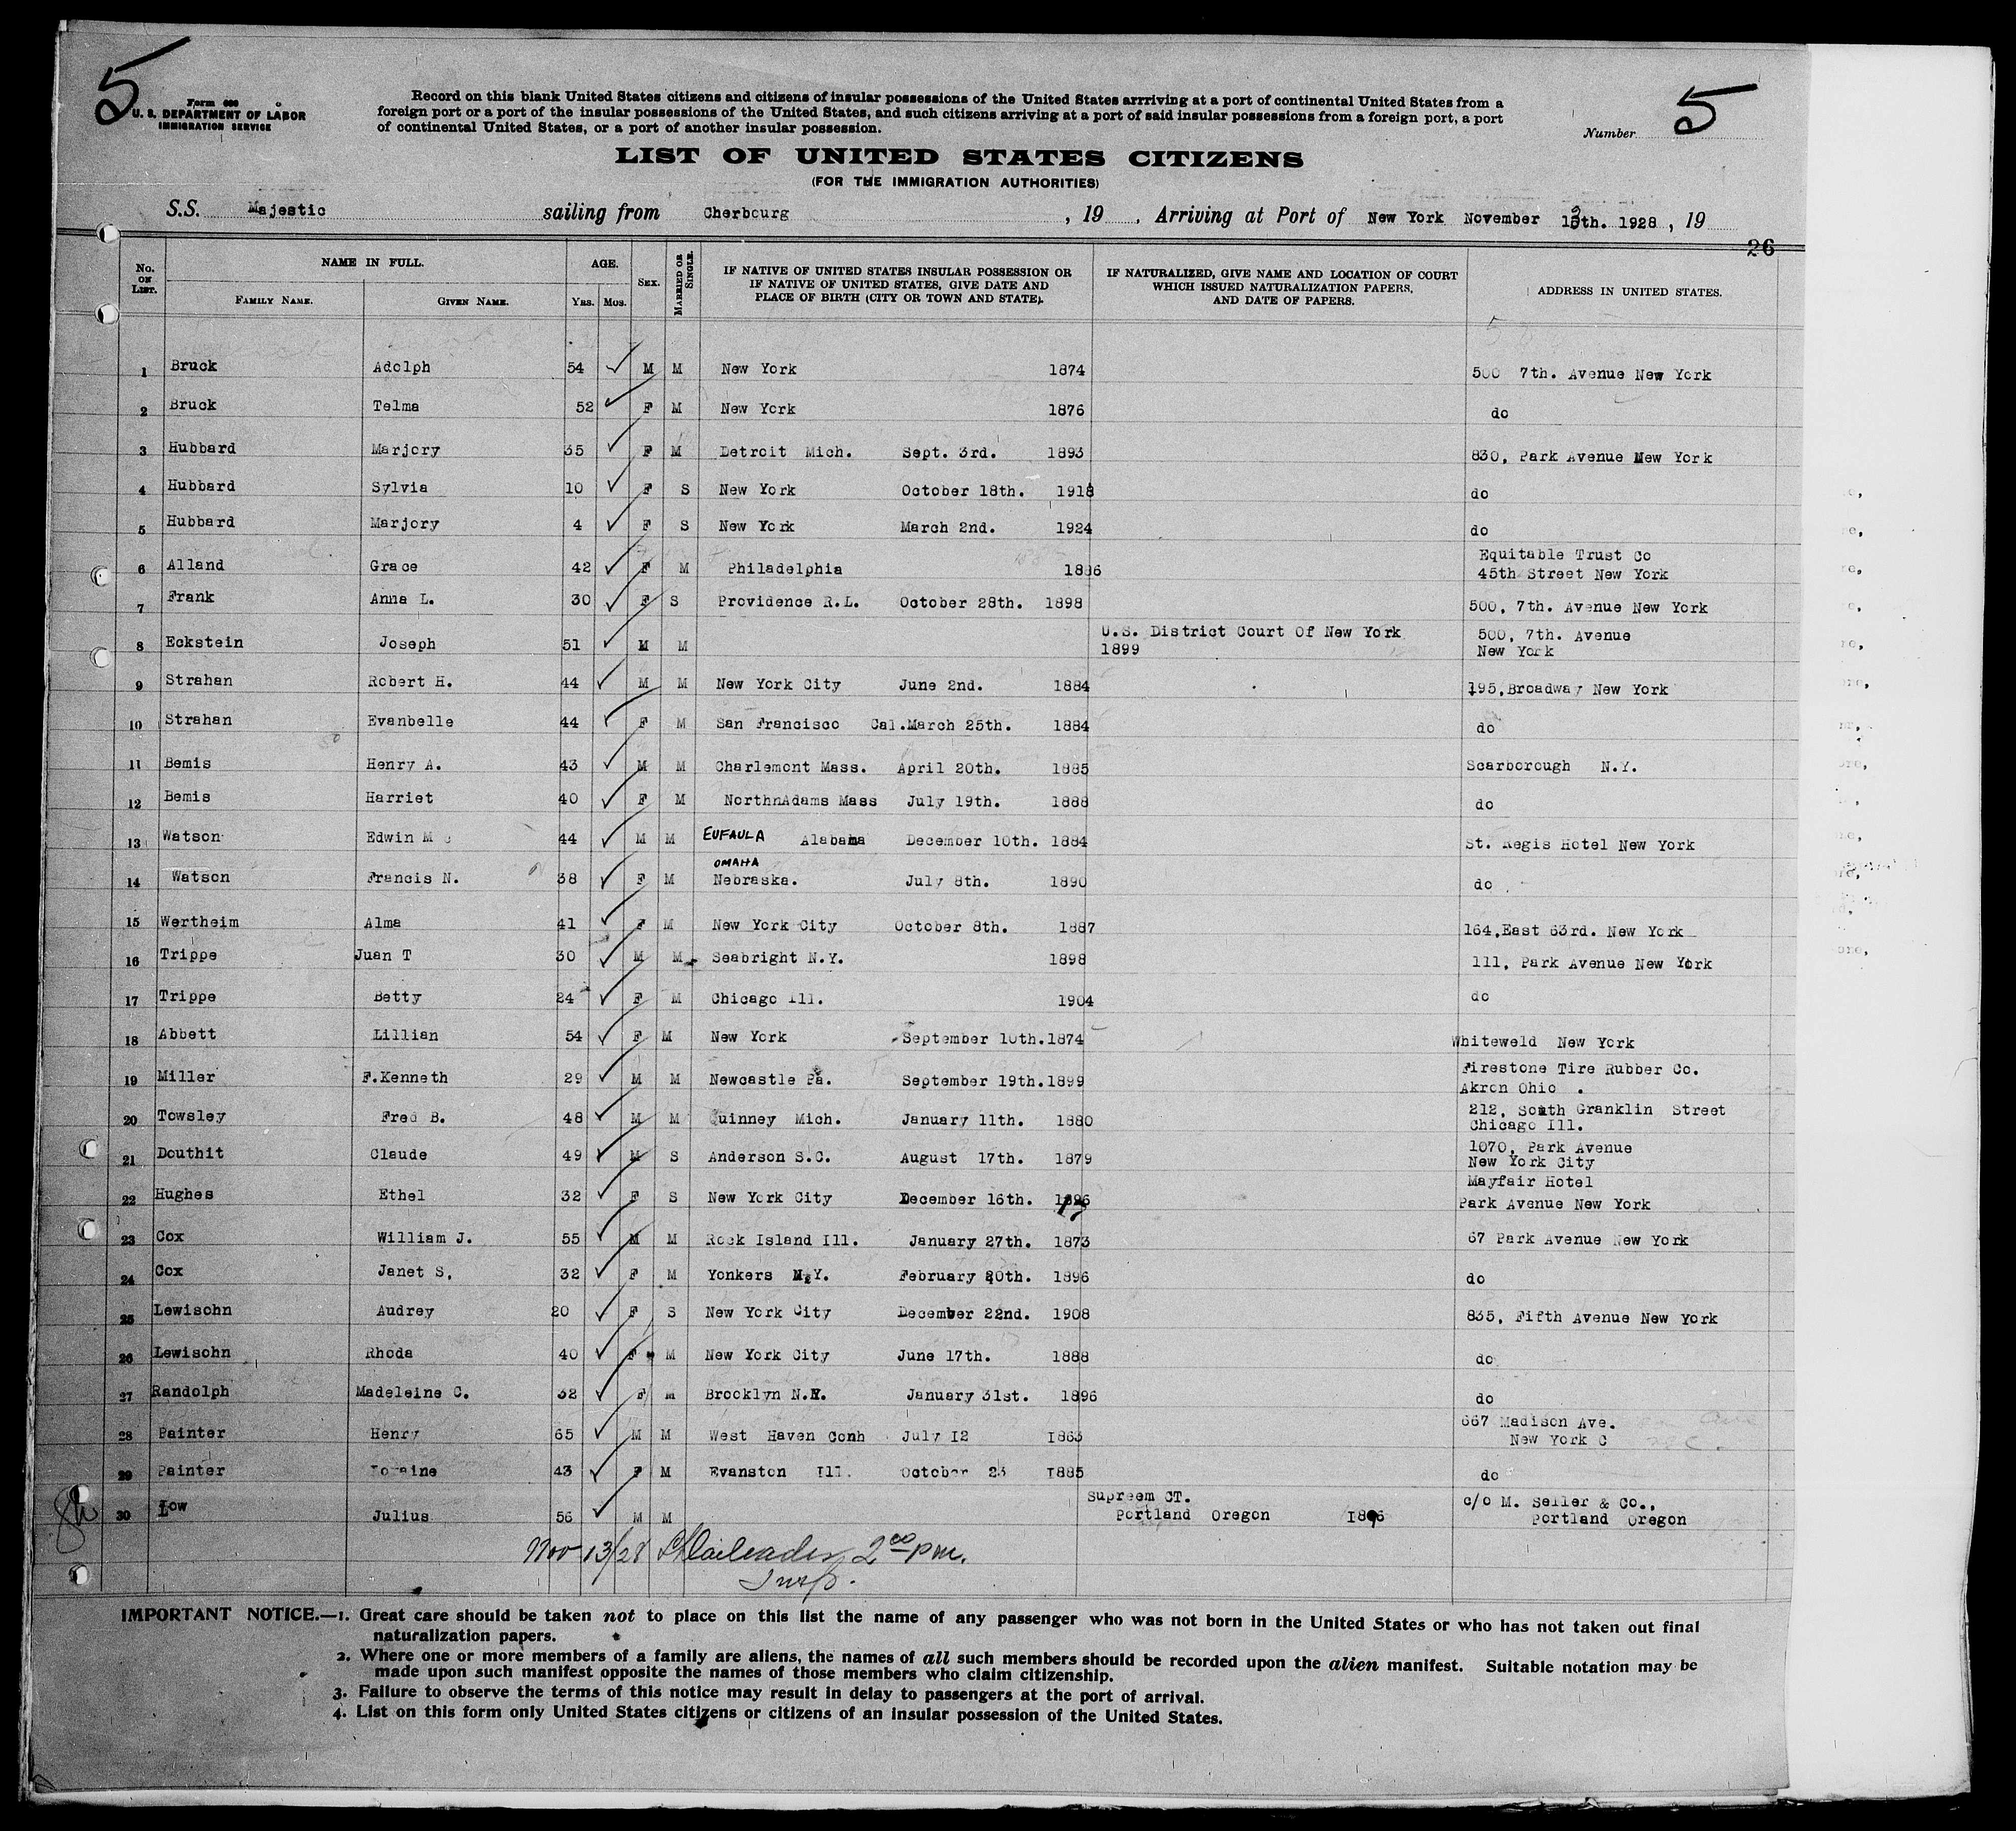 5
Form 630
U. S. DEPARTMENT OF LABOR
IMMIGRATION SERVICE
Record on this blank United States citizens and citizens of insular possessions of the United States arrriving at a port of continental United States from a
foreign port or a port of the insular possessions of the United States, and such citizens arriving at a port of said insular possessions from a foreign port, a port
of continental United States, or a port of another insular possession.
Number 5
LIST OF UNITED STATES CITIZENS
(FOR THE IMMIGRATION AUTHORITIES)
S.S. Majestic sailing from Cherbourg , 19 , Arriving at Port of New York November 13th. 1928 , 19
26
No. ON LIST. NAME IN FULL. FAMILY NAME. GIVEN NAME. AGE. YRS. MOS. SEX. MARRIED OR SINGLE. IF NATIVE OF UNITED STATES INSULAR POSSESSION OR IF NATIVE OF UNITED STATES, GIVE DATE AND PLACE OF BIRTH (CITY OR TOWN AND STATE). IF NATURALIZED, GIVE NAME AND LOCATION OF COURT WHICH ISSUED NATURALIZATION PAPERS, AND DATE OF PAPERS. ADDRESS IN UNITED STATES.
1 Bruck Adolph 54 M M New York 1874 500 7th. Avenue New York
2 Bruck Telma 52 F M New York 1876 do
3 Hubbard Marjory 35 F M Detroit Mich. Sept. 3rd. 1893 830, Park Avenue New York
4 Hubbard Sylvia 10 F S New York October 18th. 1918 do
5 Hubbard Marjory 4 F S New York March 2nd. 1924 do
6 Alland Grace 42 F M Philadelphia 1886 Equitable Trust Co
45th Street New York
7 Frank Anna L. 30 F S Providence R.L. October 28th. 1898 500, 7th. Avenue New York
8 Eckstein Joseph 51 M M U.S. District Court Of New York 500, 7th. Avenue
1899 New York
9 Strahan Robert H. 44 M M New York City June 2nd. 1884 195,Broadway New York
10 Strahan Evanbelle 44 F M San Francisco Cal.March 25th. 1884 do
11 Bemis Henry A. 43 M M Charlemont Mass. April 20th. 1885 Scarborough N.Y.
12 Bemis Harriet 40 F M NorthnAdams Mass July 19th. 1888 do
13 Watson Edwin M 44 M M EUFAULA Alabama December 10th. 1884 St. Regis Hotel New York
OMAHA
14 Watson Francis N. 38 F M Nebraska. July 8th. 1890 do
15 Wertheim Alma 41 F M New York City October 8th. 1887 164,East 63rd. New York
16 Trippe Juan T 30 M M Seabright N.Y. 1898 111, Park Avenue New York
17 Trippe Betty 24 F M Chicago Ill. 1904 do
18 Abbett Lillian 54 F M New York September 10th.1874 Whiteweld New York
19 Miller F.Kenneth 29 M M Newcastle Pa. September 19th.1899 Firestone Tire Rubber Co.
Akron Ohio .
20 Towsley Fred B. 48 M M Quinney Mich. January 11th. 1880 212, South Granklin Street
Chicago Ill.
21 Douthit Claude 49 M S Anderson S.C. August 17th. 1879 1070, Park Avenue
New York City
22 Hughes Ethel 32 F S New York City December 16th. 1896 Mayfair Hotel
Park Avenue New York
23 Cox William J. 55 M M Rock Island Ill. January 27th. 1873 67 Park Avenue New York
24 Cox Janet S. 32 F M Yonkers N.Y. February 20th. 1896 do
25 Lewisohn Audrey 20 F S New York City December 22nd. 1908 835, Fifth Avenue New York
26 Lewisohn Rhoda 40 F M New York City June 17th. 1888 do
27 Randolph Madeleine C. 32 F M Brooklyn N.Y. January 31st. 1896 do
28 Painter Henry 65 M M West Haven Conn July 12 1863 667 Madison Ave.
New York C
29 Painter Loraine 43 F M Evanston Ill. October 23 1885 do
30 Low Julius 56 M M Supreem CT. c/o M. Seller & Co.,
Portland Oregon 1896 Portland Oregon
Nov 13/28 2 00 pm.
Insp.
IMPORTANT NOTICE.—1. Great care should be taken not to place on this list the name of any passenger who was not born in the United States or who has not taken out final
naturalization papers.
2. Where one or more members of a family are aliens, the names of all such members should be recorded upon the alien manifest. Suitable notation may be
made upon such manifest opposite the names of those members who claim citizenship.
3. Failure to observe the terms of this notice may result in delay to passengers at the port of arrival.
4. List on this form only United States citizens or citizens of an insular possession of the United States.